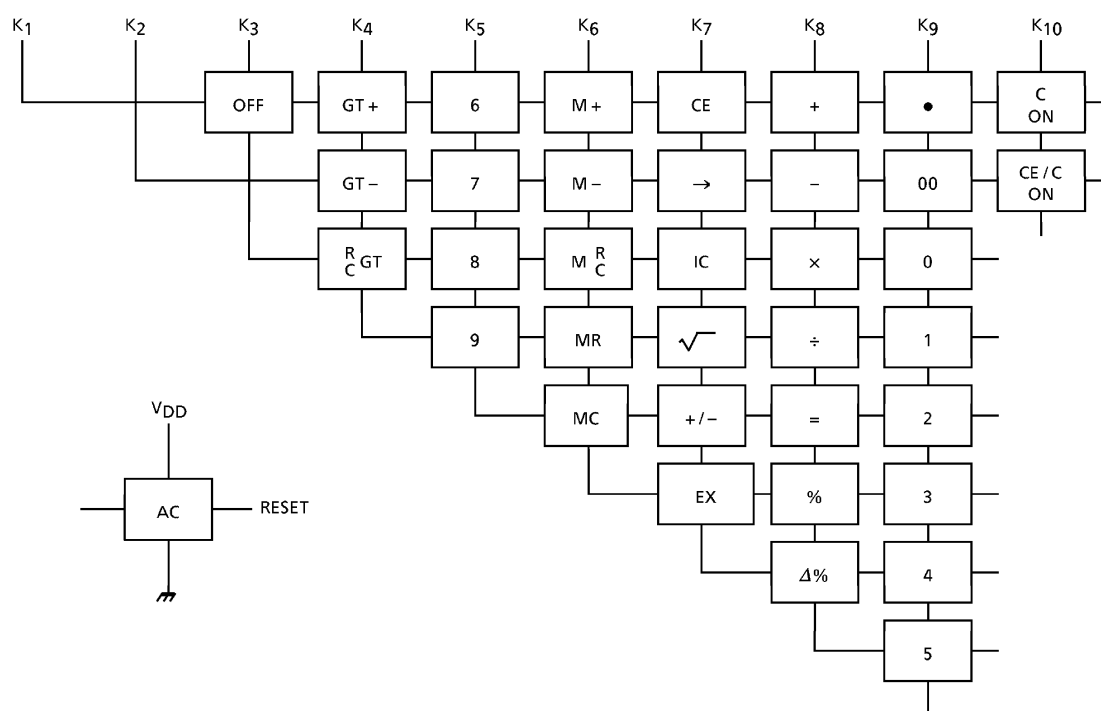 K1 K2 K3 K4 K5 K6 K7 K8 K9 K10
OFF GT+ 6 M+ CE + • C ON
GT− 7 M− → − 00 CE/C ON
R C GT 8 M R C IC × 0
9 MR √ ÷ 1
MC +/− = 2
VDD
EX % 3
AC RESET
Δ% 4
5